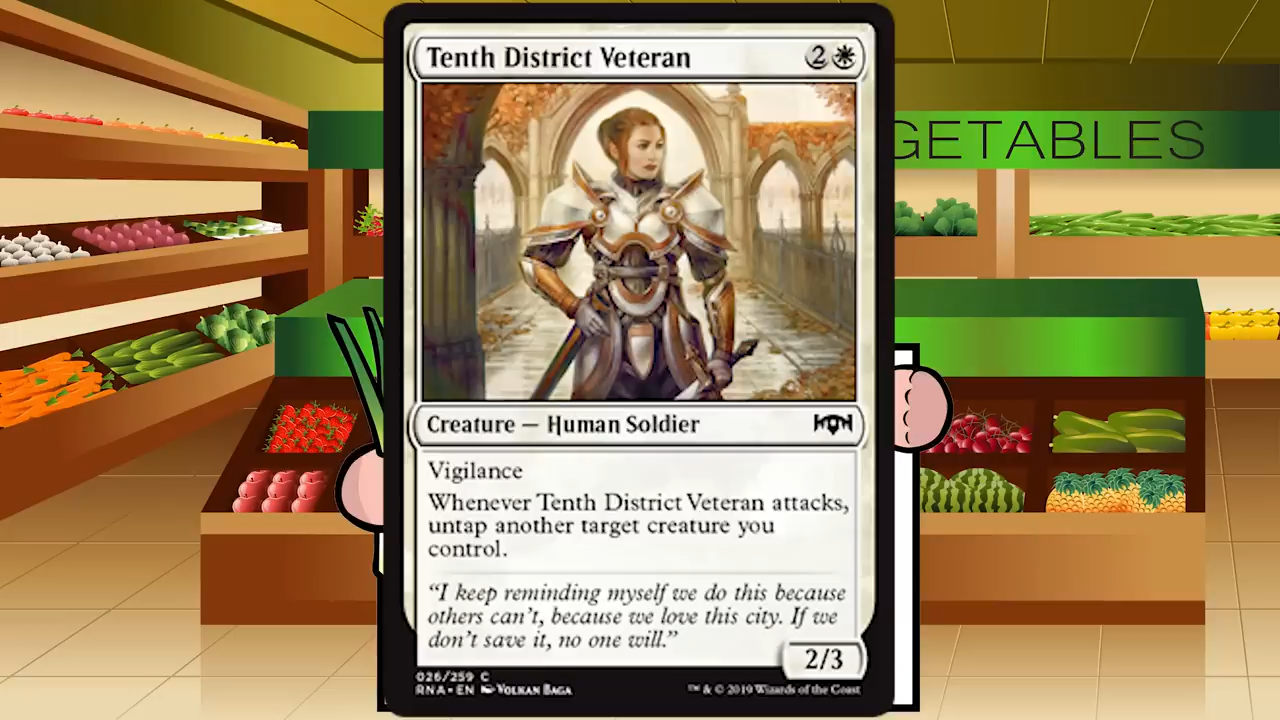 Tenth District Veteran 2
GETABLES
Creature — Human Soldier
Vigilance
Whenever Tenth District Veteran attacks,
untap another target creature you
control.
“I keep reminding myself we do this because
others can’t, because we love this city. If we
don’t save it, no one will.”
2/3
026/259 C
RNA • EN VOLKAN BAGA
™ & © 2019 Wizards of the Coast